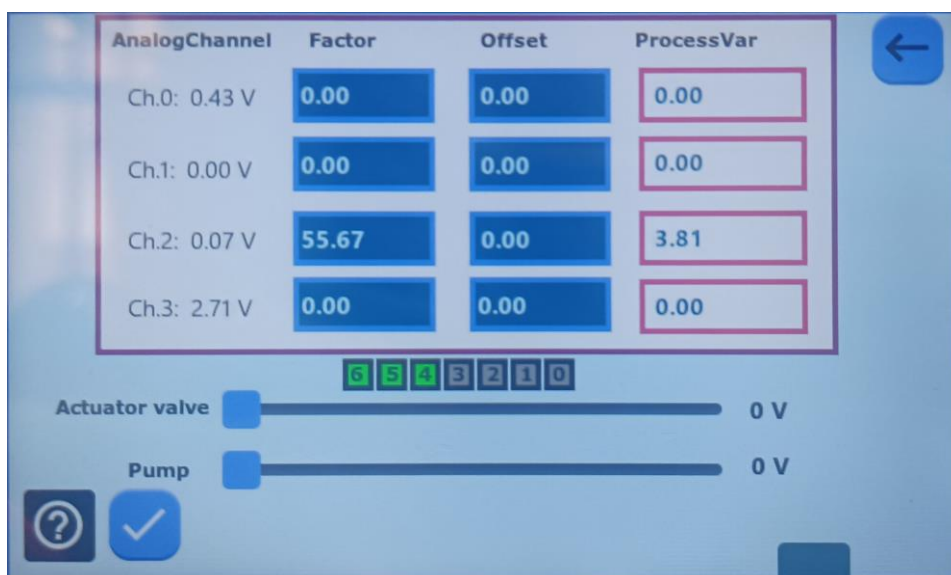 AnalogChannel Factor Offset ProcessVar
Ch.0: 0.43 V 0.00 0.00 0.00
Ch.1: 0.00 V 0.00 0.00 0.00
Ch.2: 0.07 V 55.67 0.00 3.81
Ch.3: 2.71 V 0.00 0.00 0.00
6 5 4 3 2 1 0
Actuator valve 0 V
Pump 0 V
?